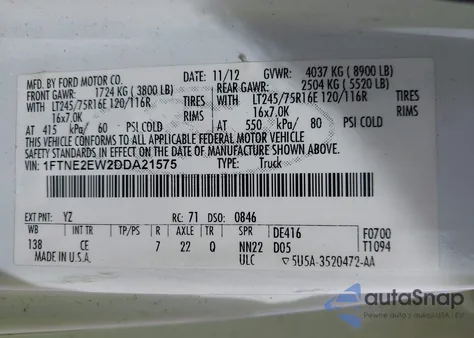 MFD. BY FORD MOTOR CO.
DATE: 11/12 GVWR: 4037 KG ( 8900 LB)
FRONT GAWR: 1724 KG ( 3800 LB) REAR GAWR: 2504 KG ( 5520 LB)
WITH LT245/75R16E 120/116R TIRES WITH LT245/75R16E 120/116R TIRES
16x7.0K RIMS 16x7.0K RIMS
AT 415 kPa/ 60 PSI COLD AT 550 kPa/ 80 PSI COLD
THIS VEHICLE CONFORMS TO ALL APPLICABLE FEDERAL MOTOR VEHICLE
SAFETY STANDARDS IN EFFECT ON THE DATE OF MANUFACTURE SHOWN ABOVE.
VIN: 1FTNE2EW2DDA21575 TYPE: Truck
EXT PNT: YZ RC: 71 DSO: 0846
WB INT TR TP/PS R AXLE TR SPR DE416 F0700
138 CE 7 22 Q NN22 D05 T1094
MADE IN U.S.A. ULC 5U5A-3520472-AA
autoSnap
Pewne auta z USA i EU